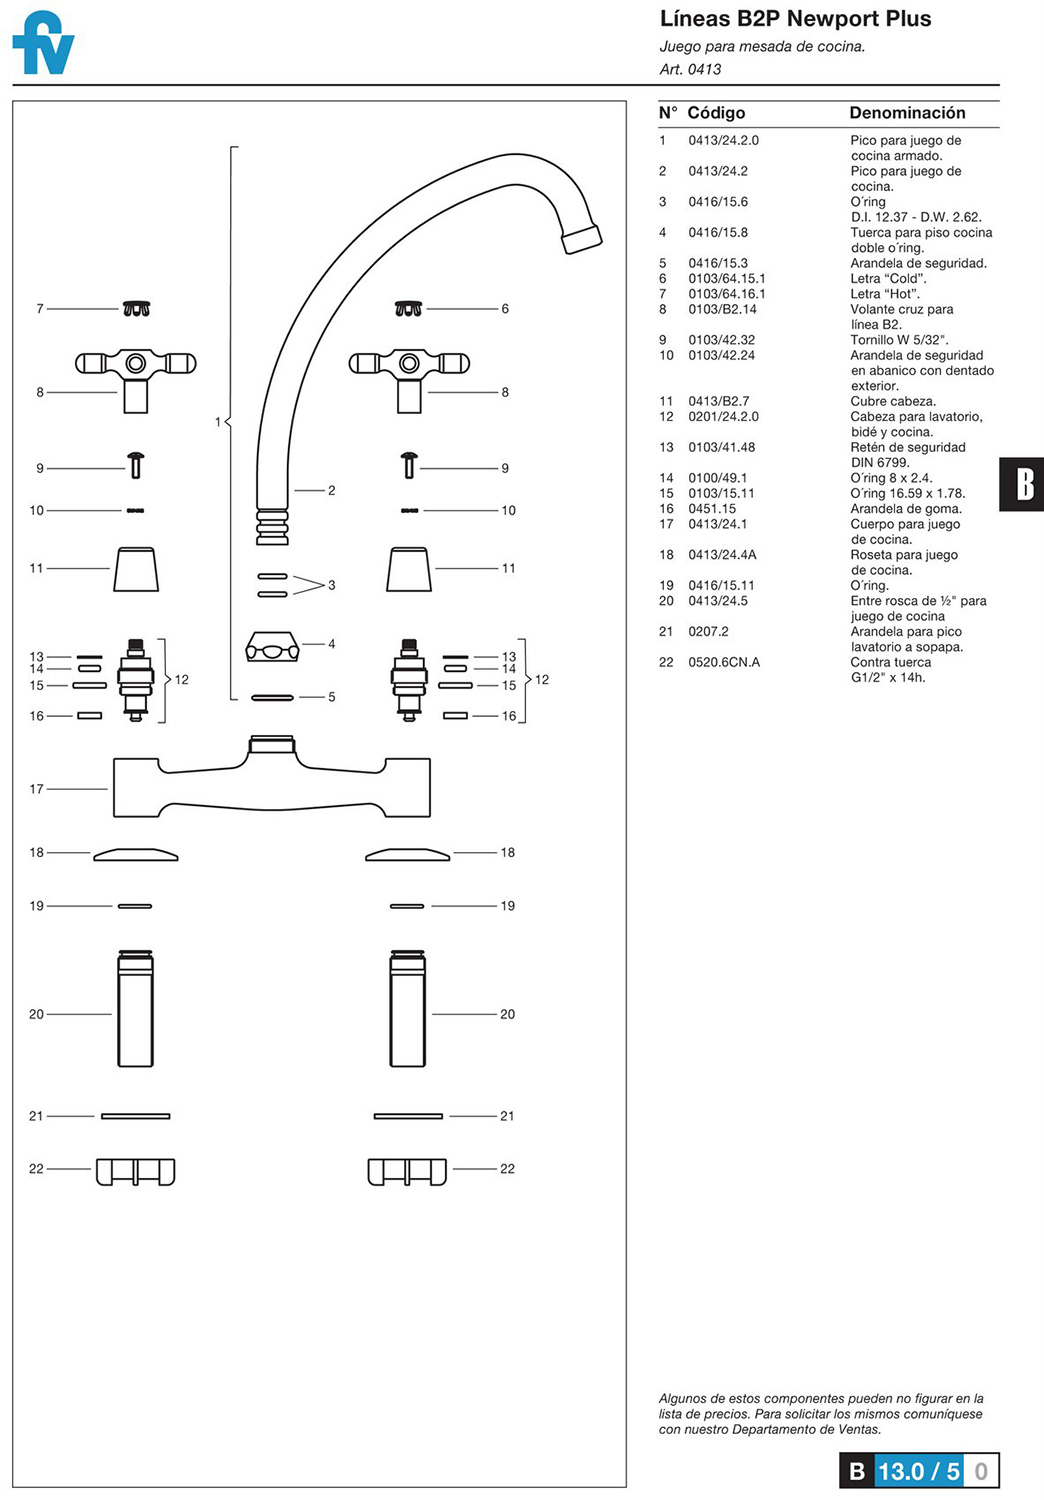 fv
Líneas B2P Newport Plus
Juego para mesada de cocina.
Art. 0413
N° Código Denominación
1 0413/24.2.0 Pico para juego de
cocina armado.
2 0413/24.2 Pico para juego de
cocina.
3 0416/15.6 O´ring
D.I. 12.37 - D.W. 2.62.
4 0416/15.8 Tuerca para piso cocina
doble o´ring.
5 0416/15.3 Arandela de seguridad.
6 0103/64.15.1 Letra “Cold”.
7 0103/64.16.1 Letra “Hot”.
8 0103/B2.14 Volante cruz para
línea B2.
9 0103/42.32 Tornillo W 5/32".
10 0103/42.24 Arandela de seguridad
en abanico con dentado
exterior.
11 0413/B2.7 Cubre cabeza.
12 0201/24.2.0 Cabeza para lavatorio,
bidé y cocina.
13 0103/41.48 Retén de seguridad
DIN 6799.
14 0100/49.1 O´ring 8 x 2.4.
15 0103/15.11 O´ring 16.59 x 1.78.
16 0451.15 Arandela de goma.
17 0413/24.1 Cuerpo para juego
de cocina.
18 0413/24.4A Roseta para juego
de cocina.
19 0416/15.11 O´ring.
20 0413/24.5 Entre rosca de ½" para
juego de cocina
21 0207.2 Arandela para pico
lavatorio a sopapa.
22 0520.6CN.A Contra tuerca
G1/2" x 14h.
7 6
8 1 8
9 9
2
10 10
11 11
3
4
13 13
14 12 14 12
15 15
5
16 16
17
18 18
19 19
20 20
21 21
22 22
B
Algunos de estos componentes pueden no figurar en la
lista de precios. Para solicitar los mismos comuníquese
con nuestro Departamento de Ventas.
B 13.0 / 5 0